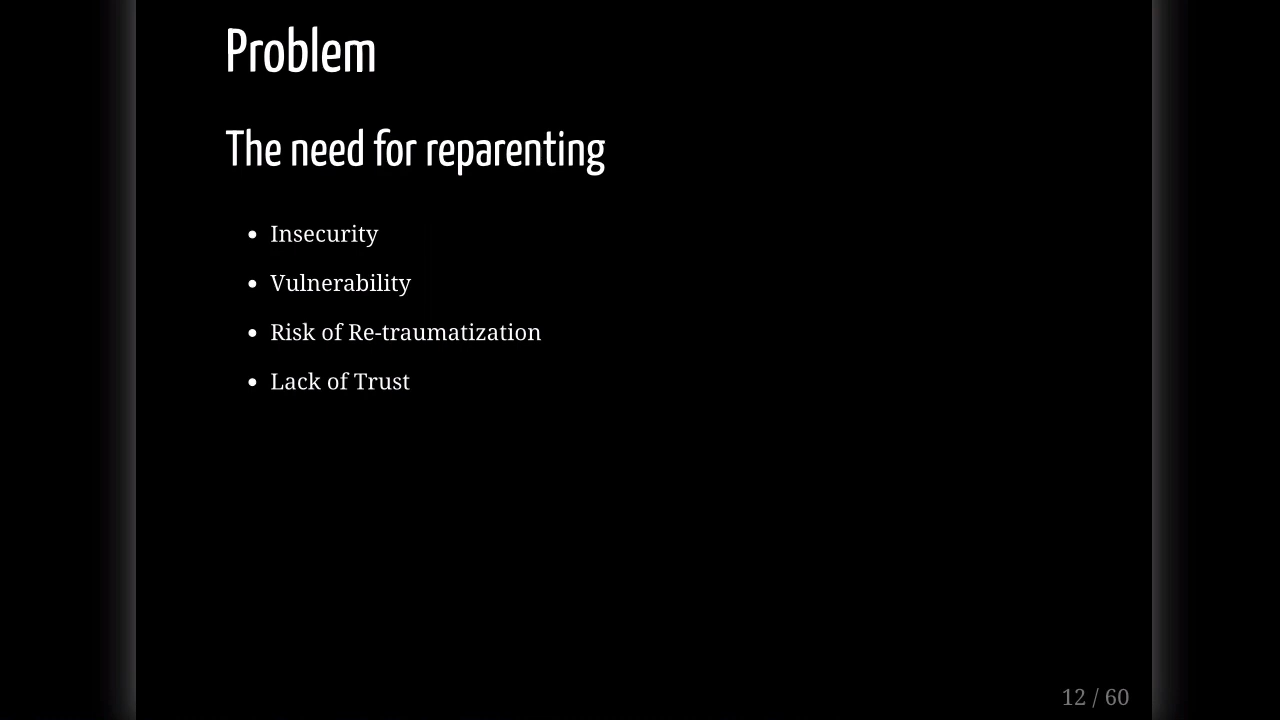 Problem
The need for reparenting
• Insecurity
• Vulnerability
• Risk of Re-traumatization
• Lack of Trust
12 / 60